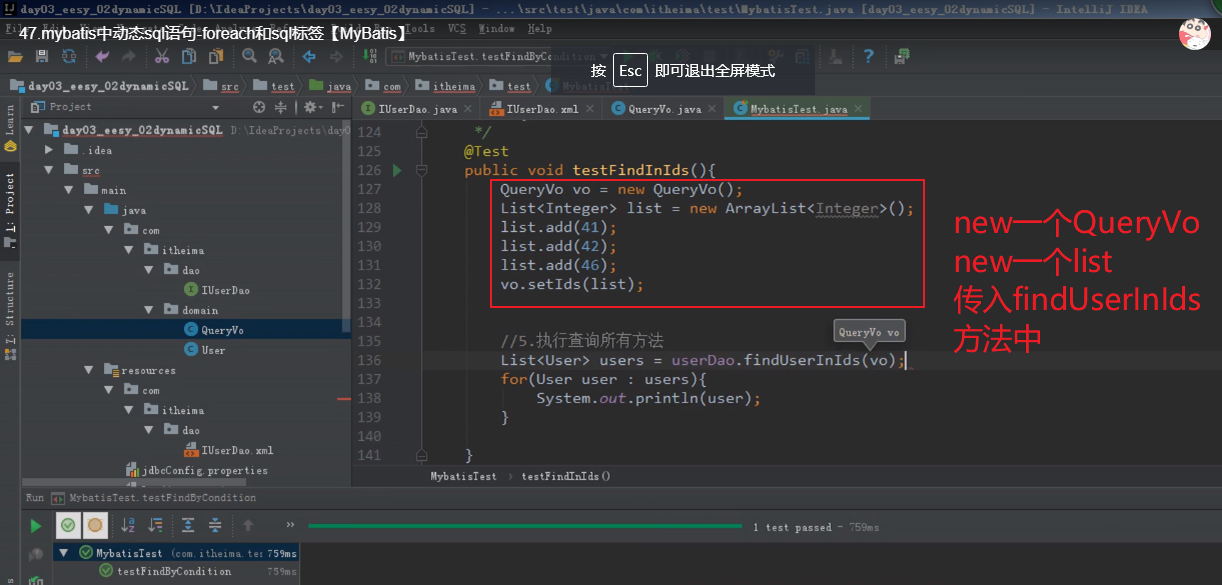 day03_eesy_02dynamicSQL [D:\IdeaProjects\day03_eesy_02dynamicSQL] - ...\src\test\java\com\itheima\test\MybatisTest.java [day03_eesy_02dynamicSQL] - IntelliJ IDEA
Tools VCS Window Help
47.mybatis中动态sql语句-foreach和sql标签【MyBatis】
MybatisTest.testFindByCondition
按 Esc 即可退出全屏模式
day03_eesy_02dynamicSQL src test java com itheima test
Project
IUserDao.java IUserDao.xml QueryVo.java MybatisTest.java
Learn
1: Project
7: Structure
day03_eesy_02dynamicSQL D:\IdeaProjects\day0
.idea
src
main
java
com
itheima
dao
IUserDao
domain
QueryVo
User
resources
com
itheima
dao
IUserDao.xml
jdbcConfig.properties
124 */
125 @Test
126 public void testFindInIds(){
127 QueryVo vo = new QueryVo();
128 List<Integer> list = new ArrayList<Integer>();
129 list.add(41);
130 list.add(42);
131 list.add(46);
132 vo.setIds(list);
133
134
QueryVo vo
135 //5.执行查询所有方法
136 List<User> users = userDao.findUserInIds(vo);
137 for(User user : users){
138 System.out.println(user);
139 }
140
141 }
new一个QueryVo
new一个list
传入findUserInIds
方法中
MybatisTest › testFindInIds()
Run MybatisTest.testFindByCondition
1 test passed - 759ms
MybatisTest (com.itheima.tes 759ms
testFindByCondition 759ms